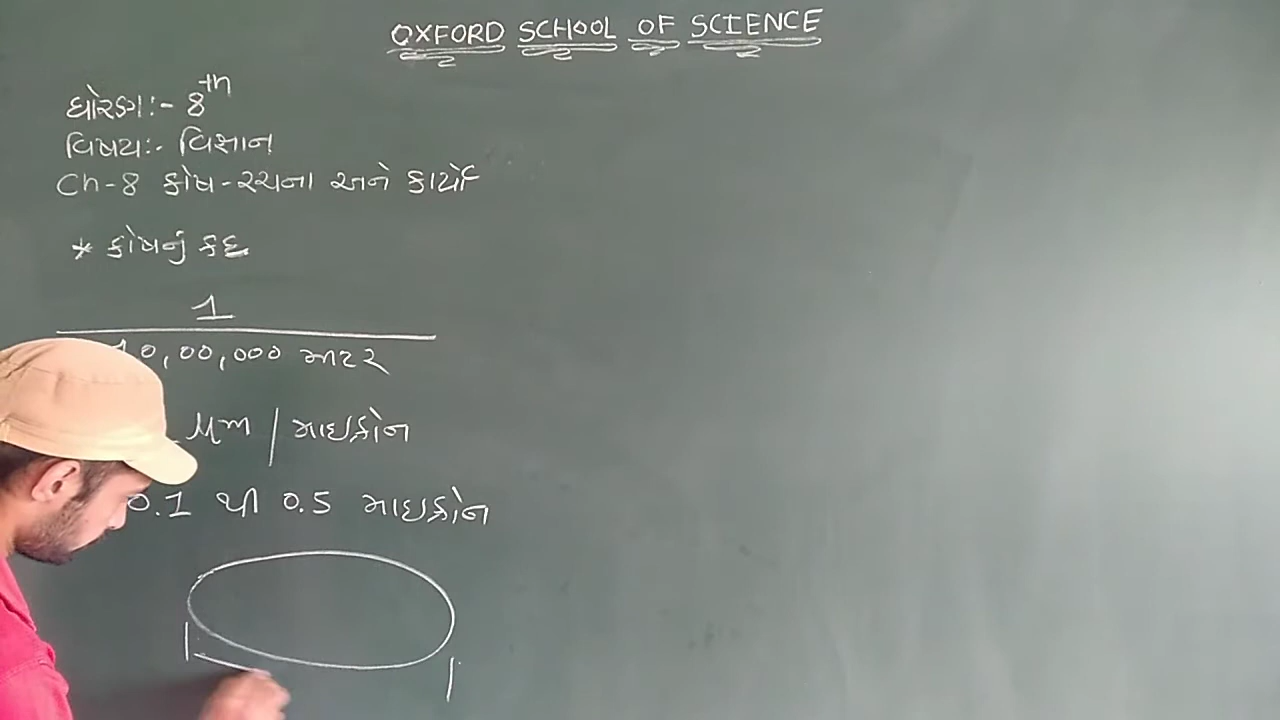 OXFORD SCHOOL OF SCIENCE
ધોરણ:- 8th
વિષય:- વિજ્ઞાન
Ch-8 કોષ-રચના અને કાર્યો
* કોષનું કદ
1
10,00,000 મીટર
µm / માઇક્રોન
0.1 થી 0.5 માઇક્રોન